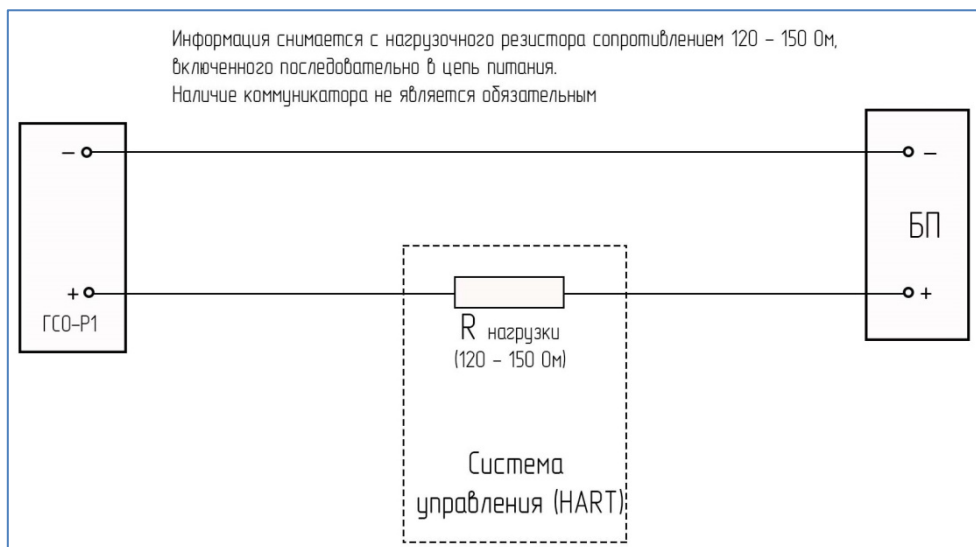 Информация снимается с нагрузочного резистора сопротивлением 120 – 150 Ом,
включенного последовательно в цепь питания.
Наличие коммуникатора не является обязательным
–
–
БП
+
+
ГСО-Р1
R нагрузки
(120 – 150 Ом)
Система
управления (HART)